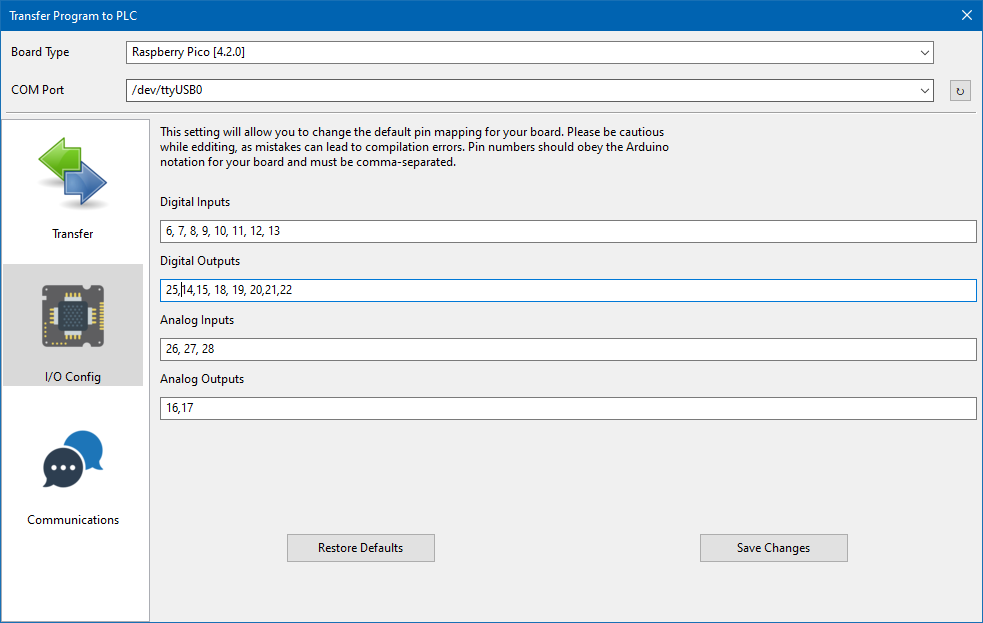 Transfer Program to PLC
Board Type
Raspberry Pico [4.2.0]
COM Port
/dev/ttyUSB0
This setting will allow you to change the default pin mapping for your board. Please be cautious
while edditing, as mistakes can lead to compilation errors. Pin numbers should obey the Arduino
notation for your board and must be comma-separated.
Transfer
Digital Inputs
6, 7, 8, 9, 10, 11, 12, 13
Digital Outputs
25,14,15, 18, 19, 20,21,22
Analog Inputs
26, 27, 28
I/O Config
Analog Outputs
16,17
Communications
Restore Defaults
Save Changes